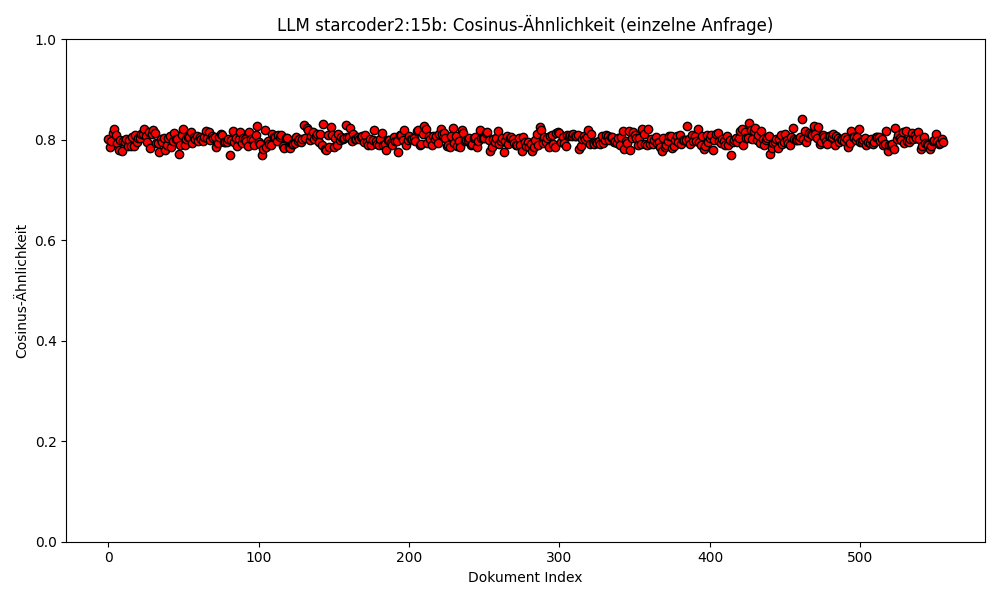 LLM starcoder2:15b: Cosinus-Ähnlichkeit (einzelne Anfrage)
1.0
0.8
0.6
0.4
0.2
0.0
Cosinus-Ähnlichkeit
0 100 200 300 400 500
Dokument Index